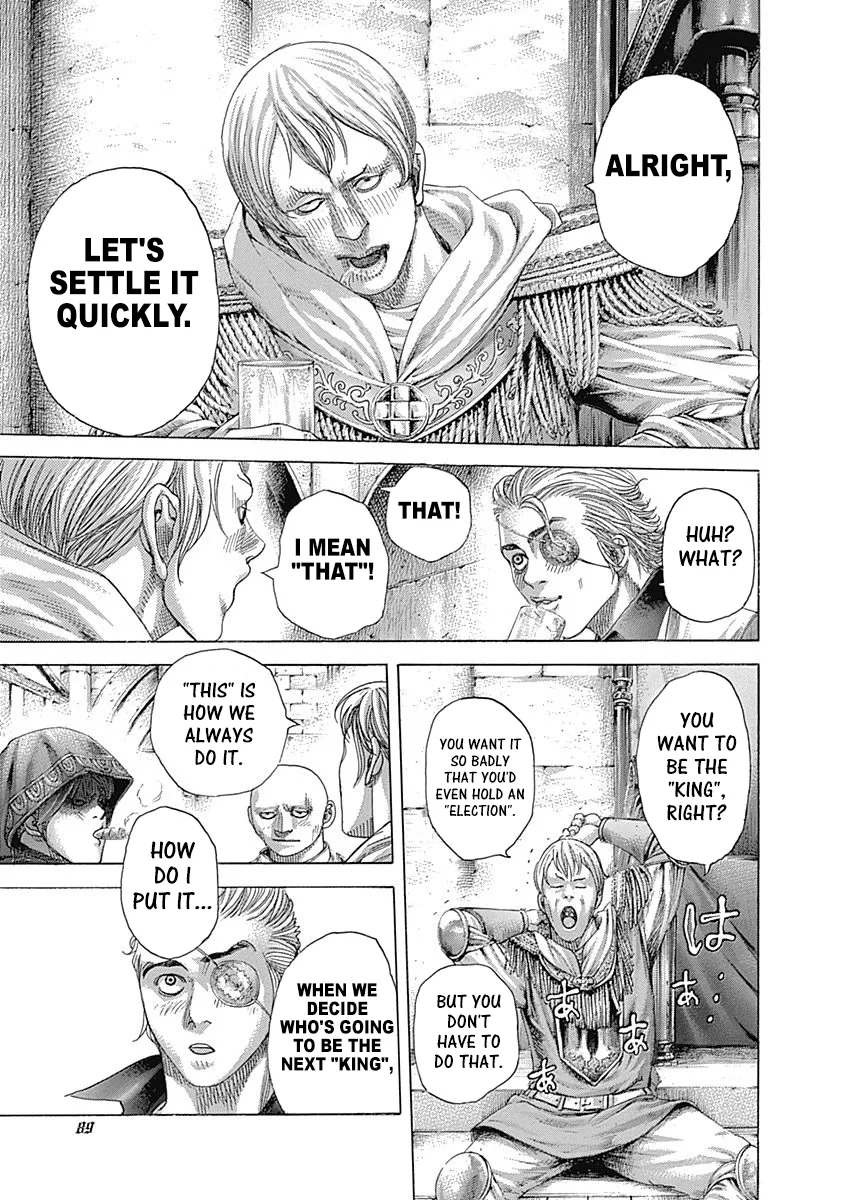 ALRIGHT,
LET'S
SETTLE IT
QUICKLY.
HUH?
WHAT?
THAT!
I MEAN
"THAT"!
YOU
WANT TO
BE THE
"KING",
RIGHT?
YOU WANT IT
SO BADLY
THAT YOU'D
EVEN HOLD AN
"ELECTION".
BUT YOU
DON'T
HAVE TO
DO THAT.
はぁ
ああぁ
"THIS" IS
HOW WE
ALWAYS
DO IT.
HOW
DO I
PUT IT...
WHEN WE
DECIDE
WHO'S GOING
TO BE THE
NEXT "KING",
89